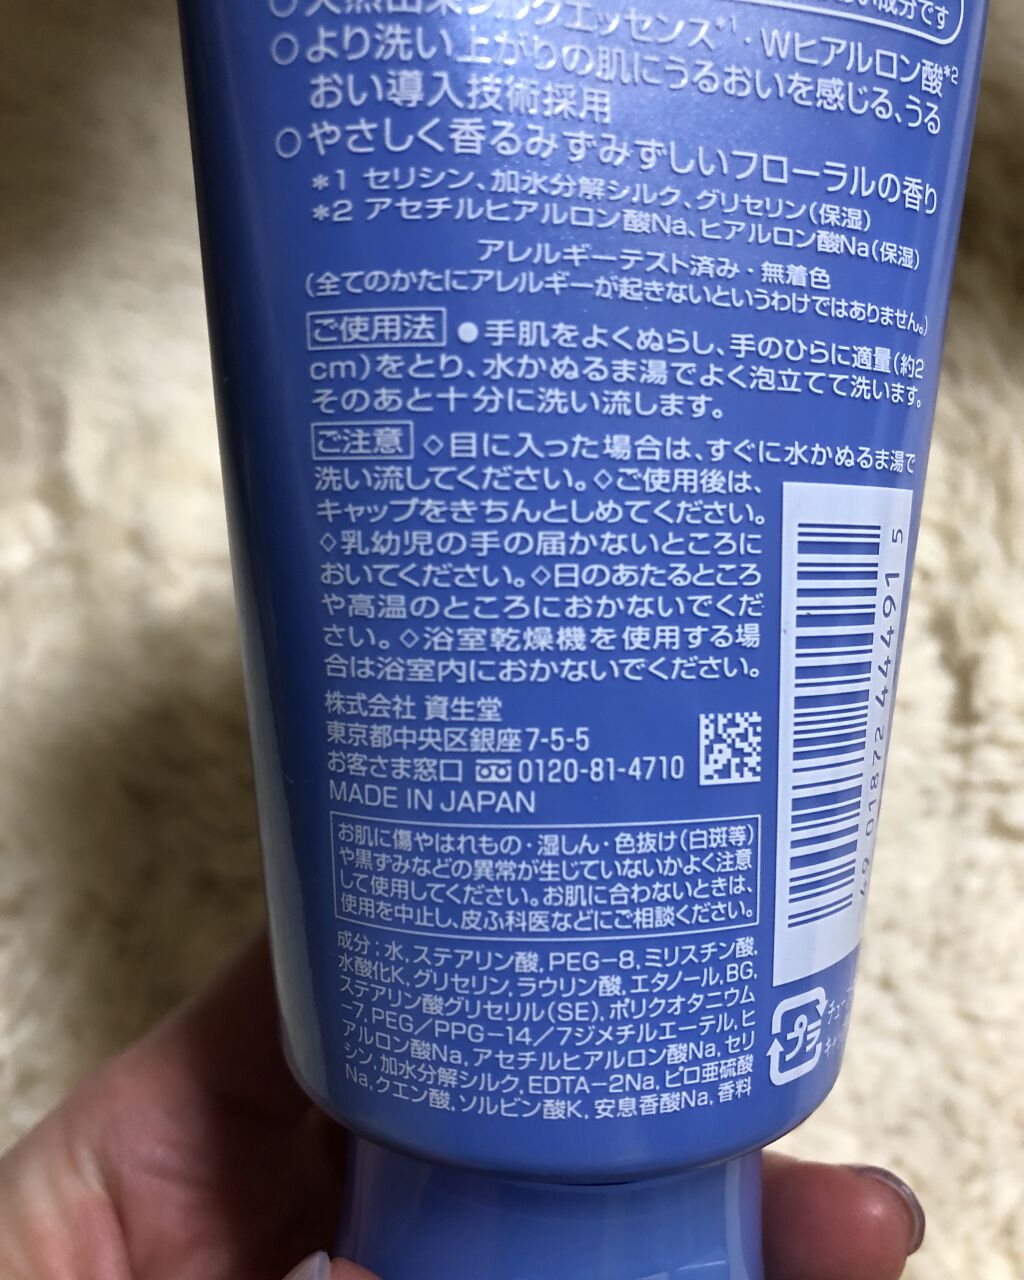 い成分です
○天然由来シルクエッセンス*1・Wヒアルロン酸*2
○より洗い上がりの肌にうるおいを感じる、うる
おい導入技術採用
○やさしく香るみずみずしいフローラルの香り
*1 セリシン、加水分解シルク、グリセリン(保湿)
*2 アセチルヒアルロン酸Na、ヒアルロン酸Na(保湿)
アレルギーテスト済み・無着色
(全てのかたにアレルギーが起きないというわけではありません。)
ご使用法 ●手肌をよくぬらし、手のひらに適量(約2
cm)をとり、水かぬるま湯でよく泡立てて洗います。
そのあと十分に洗い流します。
ご注意 ◇目に入った場合は、すぐに水かぬるま湯で
洗い流してください。◇ご使用後は、
キャップをきちんとしめてください。
◇乳幼児の手の届かないところに
おいてください。◇日のあたるところ
や高温のところにおかないでくだ
さい。◇浴室乾燥機を使用する場
合は浴室内におかないでください。
株式会社 資生堂
東京都中央区銀座7-5-5
お客さま窓口 0120-81-4710
MADE IN JAPAN
お肌に傷やはれもの・湿しん・色抜け(白斑等)
や黒ずみなどの異常が生じていないかよく注意
して使用してください。お肌に合わないときは、
使用を中止し、皮ふ科医などにご相談ください。
成分:水,ステアリン酸,PEG-8,ミリスチン酸,
水酸化K,グリセリン,ラウリン酸,エタノール,BG,
ステアリン酸グリセリル(SE),ポリクオタニウム
-7,PEG/PPG-14/7ジメチルエーテル,ヒ
アルロン酸Na,アセチルヒアルロン酸Na,セリ
シン,加水分解シルク,EDTA-2Na,ピロ亜硫酸
Na,クエン酸,ソルビン酸K,安息香酸Na,香料
4901872444915
プラ